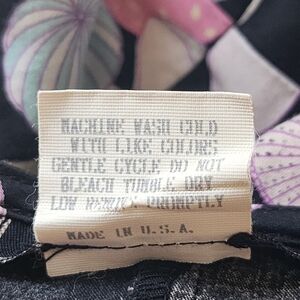 MACHINE WASH COLD
WITH LIKE COLORS
GENTLE CYCLE DO NOT
BLEACH TUMBLE DRY
LOW REMOVE PROMPTLY
MADE IN U.S.A.